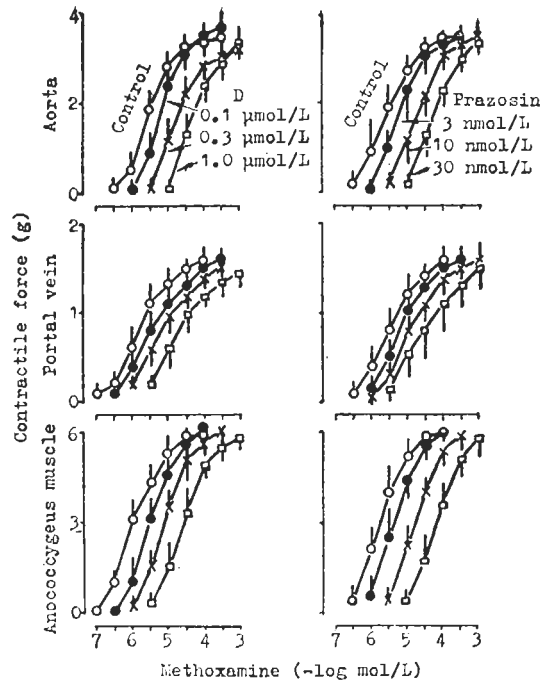 Contractile force (g)
Aorta
4
2
0
Control
D
0.1 µmol/L
0.3 µmol/L
1.0 µmol/L
Control
Prazosin
3 nmol/L
10 nmol/L
30 nmol/L
Portal vein
2
1
0
Anococcygeus muscle
6
3
0
7 6 5 4 3
7 6 5 4 3
Methoxamine (-log mol/L)